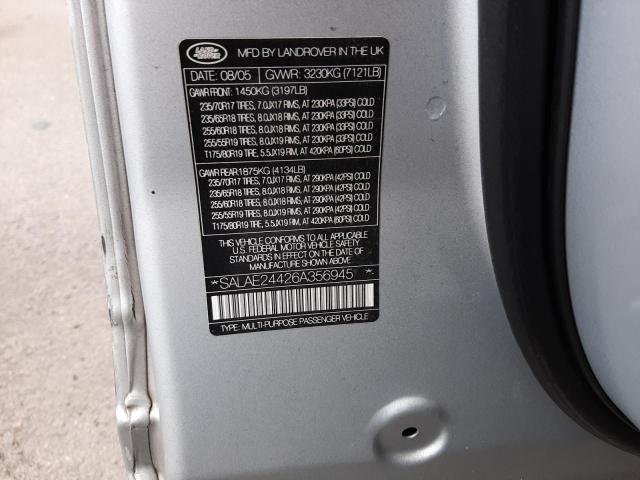 LAND ROVER
MFD BY LANDROVER IN THE UK
DATE: 08/05 GVWR: 3230KG (7121LB)
GAWR FRONT: 1450KG (3197LB)
235/70R17 TIRES, 7.0JX17 RIMS, AT 230KPA (33PSI) COLD
235/65R18 TIRES, 8.0JX18 RIMS, AT 230KPA (33PSI) COLD
255/60R18 TIRES, 8.0JX18 RIMS, AT 230KPA (33PSI) COLD
255/55R19 TIRES, 8.0JX19 RIMS, AT 230KPA (33PSI) COLD
T175/80R19 TIRE, 5.5JX19 RIM, AT 420KPA (60PSI) COLD
GAWR REAR: 1875KG (4134LB)
235/70R17 TIRES, 7.0JX17 RIMS, AT 290KPA (42PSI) COLD
235/65R18 TIRES, 8.0JX18 RIMS, AT 290KPA (42PSI) COLD
255/60R18 TIRES, 8.0JX18 RIMS, AT 290KPA (42PSI) COLD
255/55R19 TIRES, 8.0JX19 RIMS, AT 290KPA (42PSI) COLD
T175/80R19 TIRE, 5.5JX19 RIM, AT 420KPA (60PSI) COLD
THIS VEHICLE CONFORMS TO ALL APPLICABLE
U.S. FEDERAL MOTOR VEHICLE SAFETY
STANDARDS IN EFFECT ON THE DATE OF
MANUFACTURE SHOWN ABOVE.
*SALAE24426A356945*
TYPE: MULTI-PURPOSE PASSENGER VEHICLE